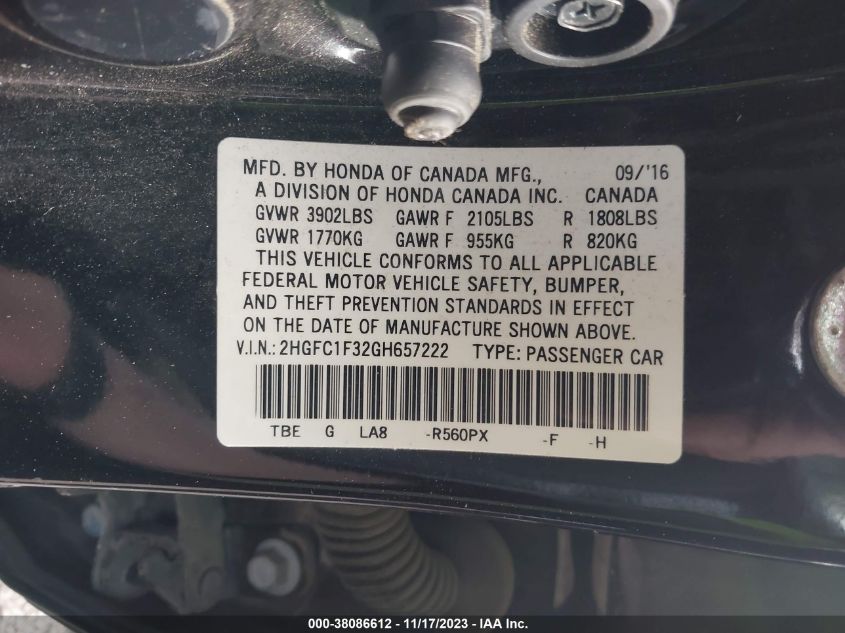 MFD. BY HONDA OF CANADA MFG., 09/'16
A DIVISION OF HONDA CANADA INC. CANADA
GVWR 3902LBS GAWR F 2105LBS R 1808LBS
GVWR 1770KG GAWR F 955KG R 820KG
THIS VEHICLE CONFORMS TO ALL APPLICABLE
FEDERAL MOTOR VEHICLE SAFETY, BUMPER,
AND THEFT PREVENTION STANDARDS IN EFFECT
ON THE DATE OF MANUFACTURE SHOWN ABOVE.
V.I.N.: 2HGFC1F32GH657222 TYPE: PASSENGER CAR
TBE G LA8 -R560PX -F -H
000-38086612 - 11/17/2023 - IAA Inc.